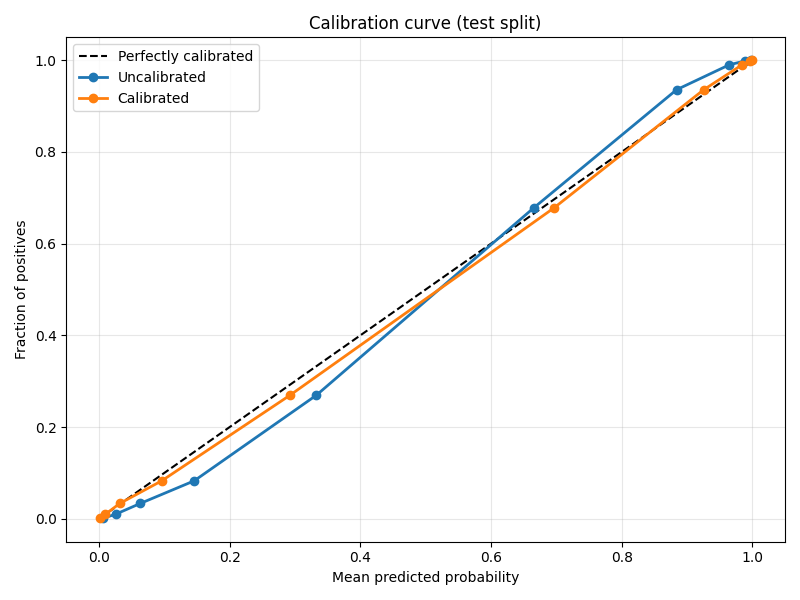 Calibration curve (test split)
Perfectly calibrated
Uncalibrated
Calibrated
1.0
0.8
0.6
0.4
0.2
0.0
Fraction of positives
0.0 0.2 0.4 0.6 0.8 1.0
Mean predicted probability